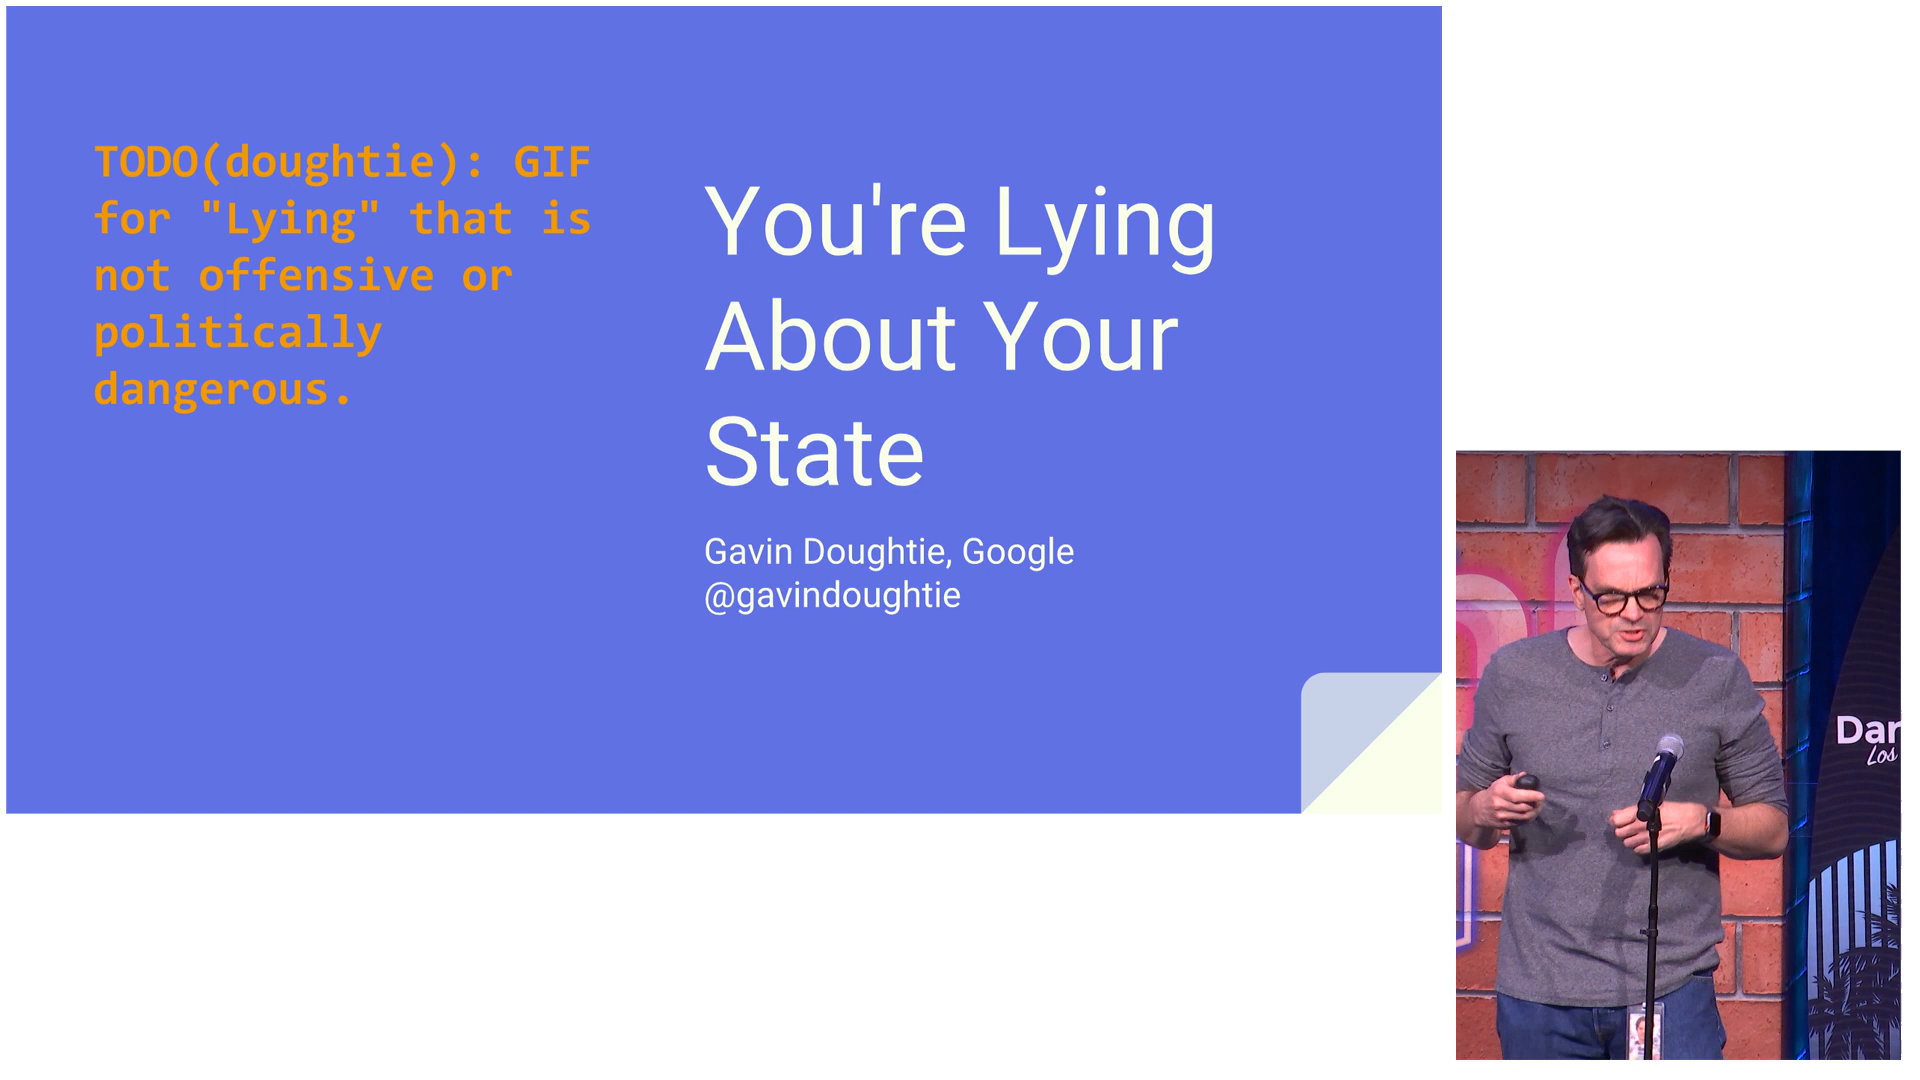 TODO(doughtie): GIF
for "Lying" that is
not offensive or
politically
dangerous.
You're Lying
About Your
State
Gavin Doughtie, Google
@gavindoughtie
Dar
Los